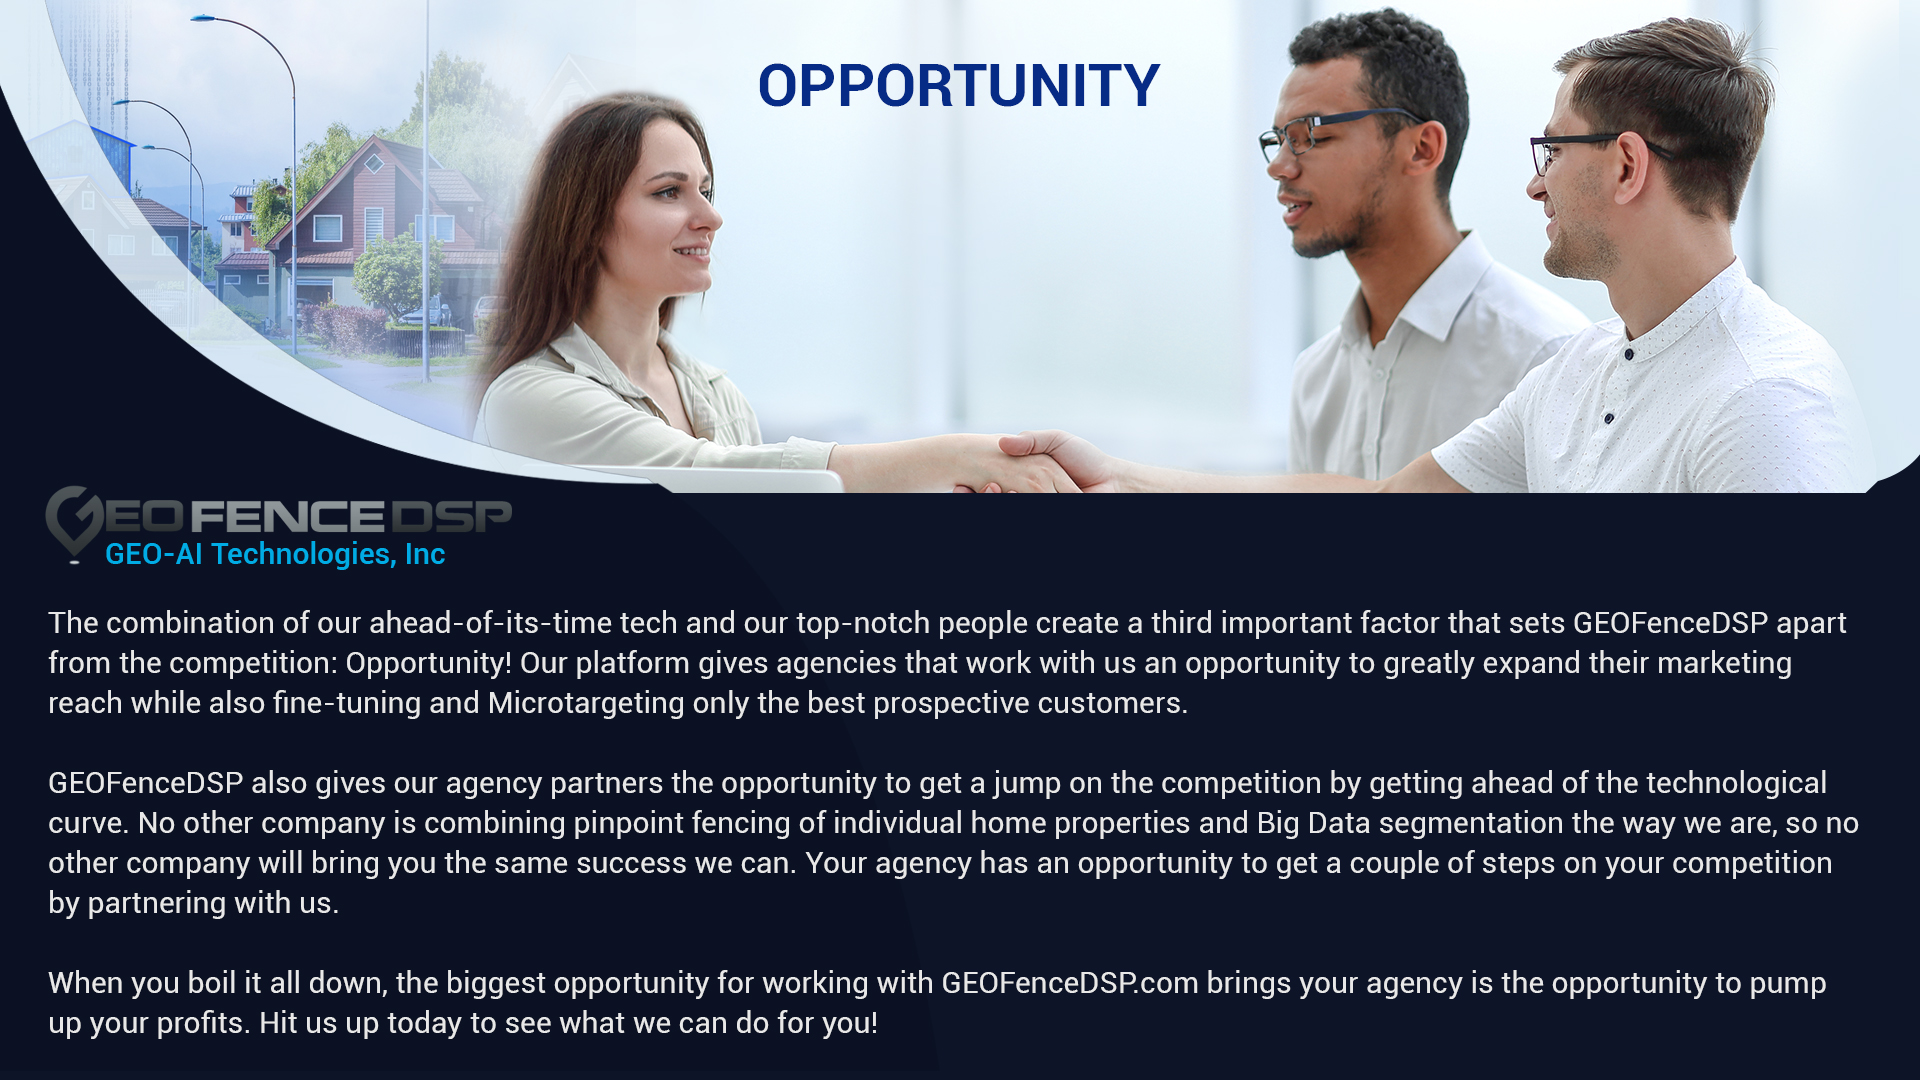 OPPORTUNITY
GEOFENCEDSP
GEO-AI Technologies, Inc
The combination of our ahead-of-its-time tech and our top-notch people create a third important factor that sets GEOFenceDSP apart
from the competition: Opportunity! Our platform gives agencies that work with us an opportunity to greatly expand their marketing
reach while also fine-tuning and Microtargeting only the best prospective customers.
GEOFenceDSP also gives our agency partners the opportunity to get a jump on the competition by getting ahead of the technological
curve. No other company is combining pinpoint fencing of individual home properties and Big Data segmentation the way we are, so no
other company will bring you the same success we can. Your agency has an opportunity to get a couple of steps on your competition
by partnering with us.
When you boil it all down, the biggest opportunity for working with GEOFenceDSP.com brings your agency is the opportunity to pump
up your profits. Hit us up today to see what we can do for you!